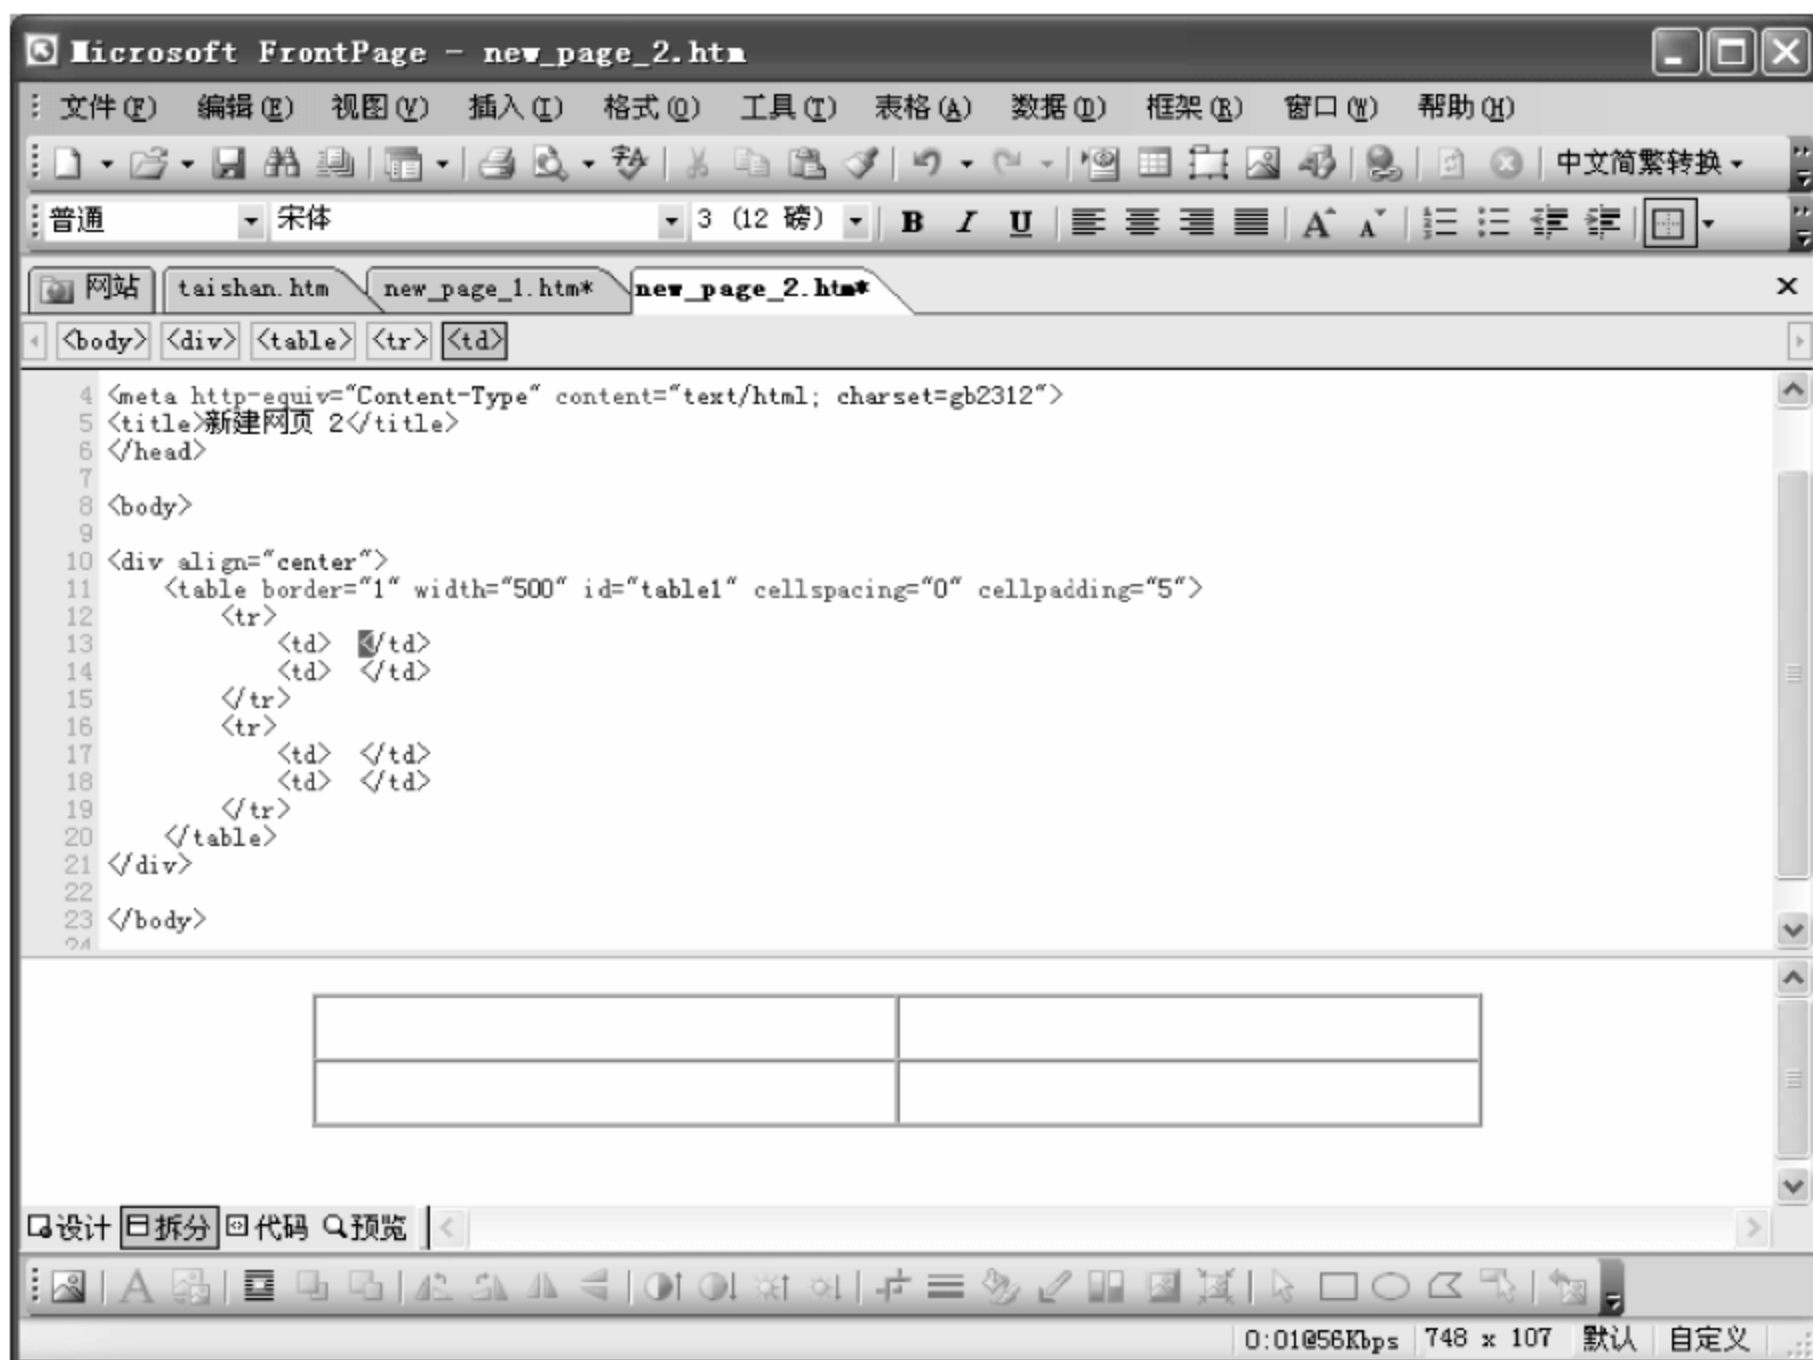 Microsoft FrontPage - new_page_2.htm
文件(F) 编辑(E) 视图(V) 插入(I) 格式(O) 工具(T) 表格(A) 数据(D) 框架(R) 窗口(W) 帮助(H)
中文简繁转换
普通 宋体 3 (12 磅) B I U A A
网站 taishan.htm new_page_1.htm* new_page_2.htm*
<body> <div> <table> <tr> <td>
4 <meta http-equiv="Content-Type" content="text/html; charset=gb2312">
5 <title>新建网页 2</title>
6 </head>
7
8 <body>
9
10 <div align="center">
11 <table border="1" width="500" id="table1" cellspacing="0" cellpadding="5">
12 <tr>
13 <td> </td>
14 <td> </td>
15 </tr>
16 <tr>
17 <td> </td>
18 <td> </td>
19 </tr>
20 </table>
21 </div>
22
23 </body>
24
设计 拆分 代码 预览
0:01@56Kbps 748 x 107 默认 自定义